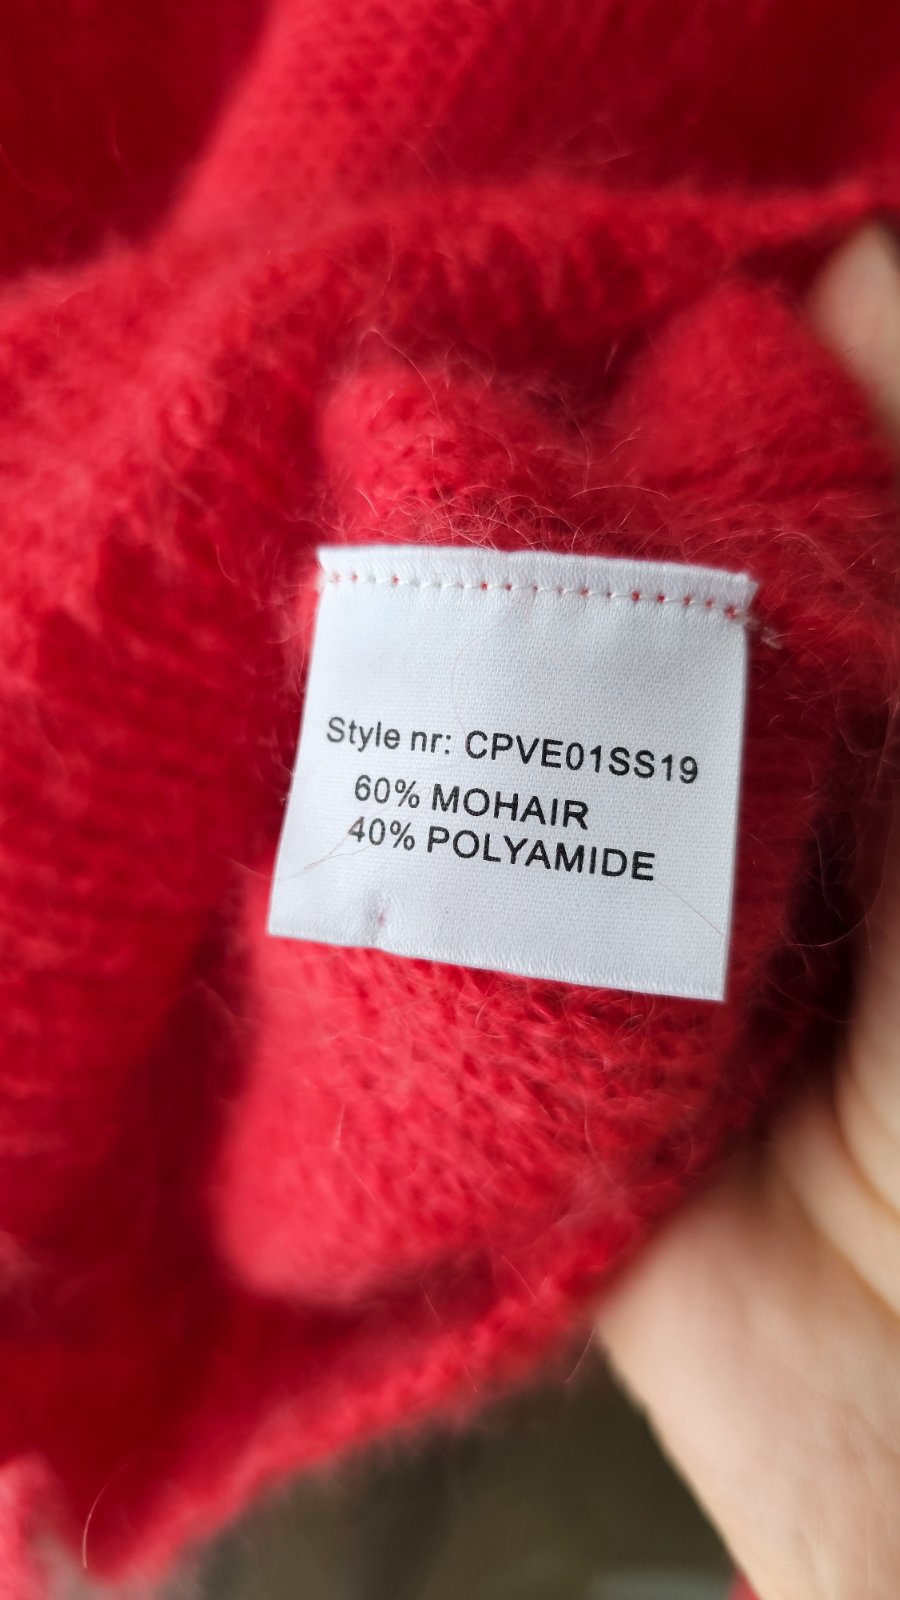 Style nr: CPVE01SS19
60% MOHAIR
40% POLYAMIDE